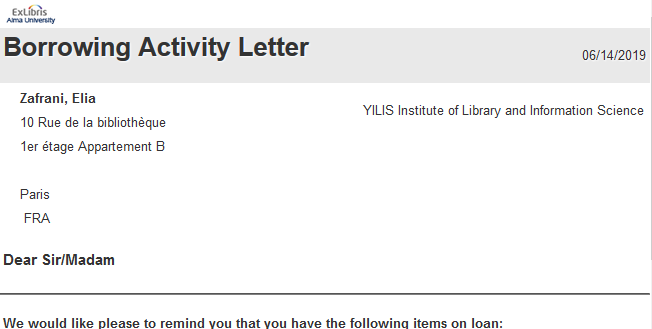 ExLibris
Alma University
Borrowing Activity Letter
06/14/2019
Zafrani, Elia
YILIS Institute of Library and Information Science
10 Rue de la bibliothèque
1er étage Appartement B
Paris
FRA
Dear Sir/Madam
We would like please to remind you that you have the following items on loan: